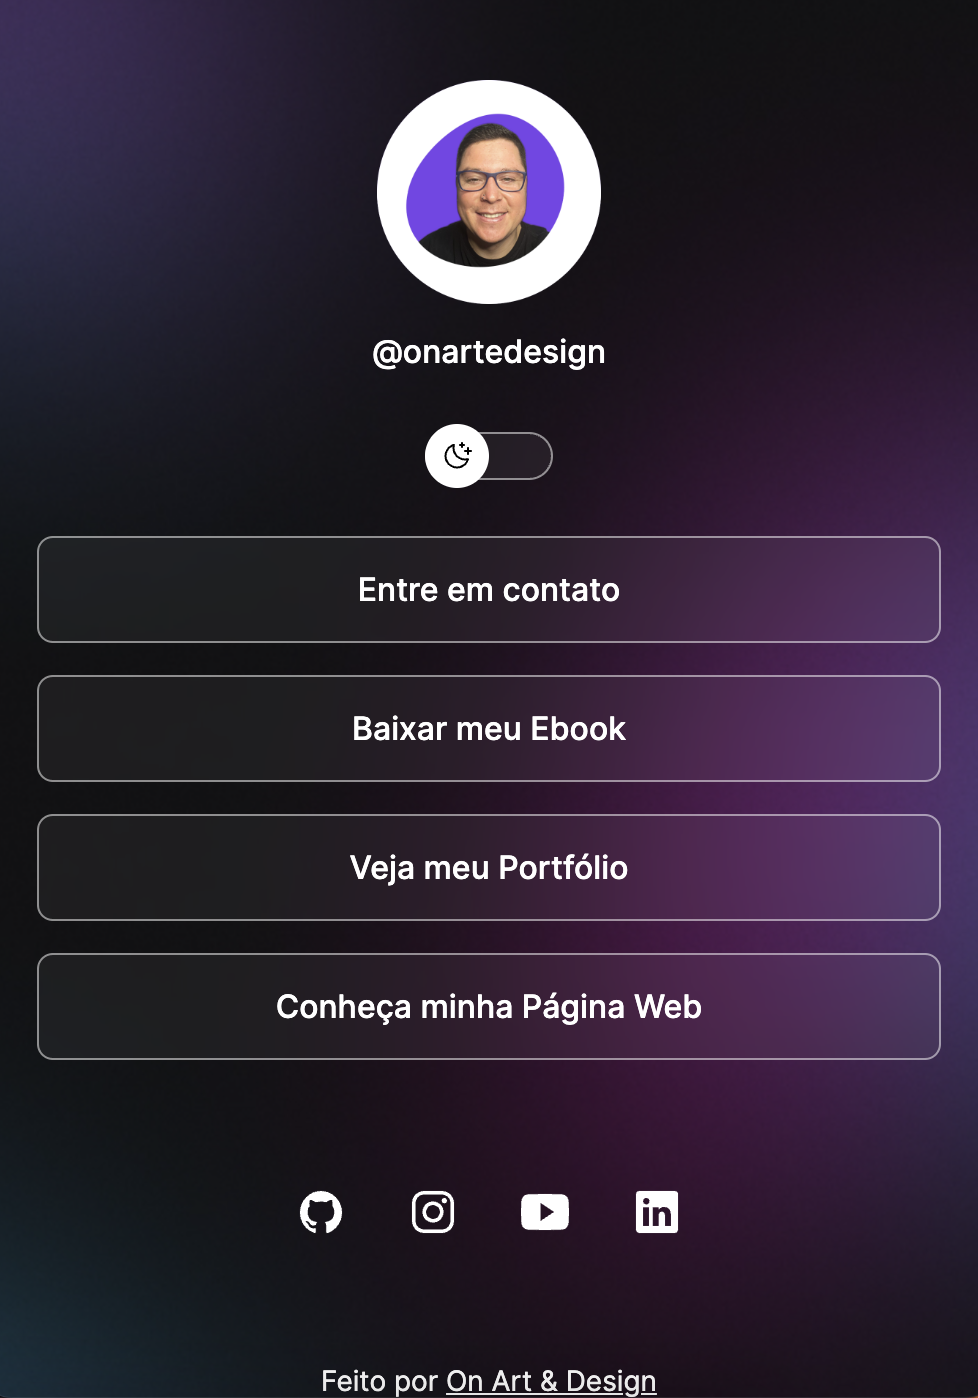 @onartedesign
Entre em contato
Baixar meu Ebook
Veja meu Portfólio
Conheça minha Página Web
in
Feito por On Art & Design